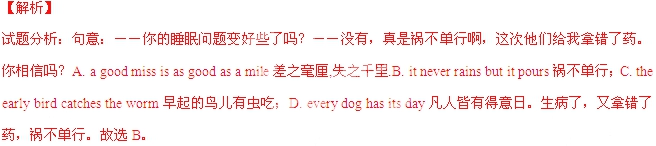 【解析】
试题分析：句意：一一你的睡眠问题变好些了吗？一一没有，真是祸不单行啊，这次他们给我拿错了药。
你相信吗？A. a good miss is as good as a mile 差之毫厘,失之千里.B. it never rains but it pours 祸不单行；C. the
early bird catches the worm 早起的鸟儿有虫吃；D. every dog has its day 凡人皆有得意日。生病了，又拿错了
药，祸不单行。故选 B。